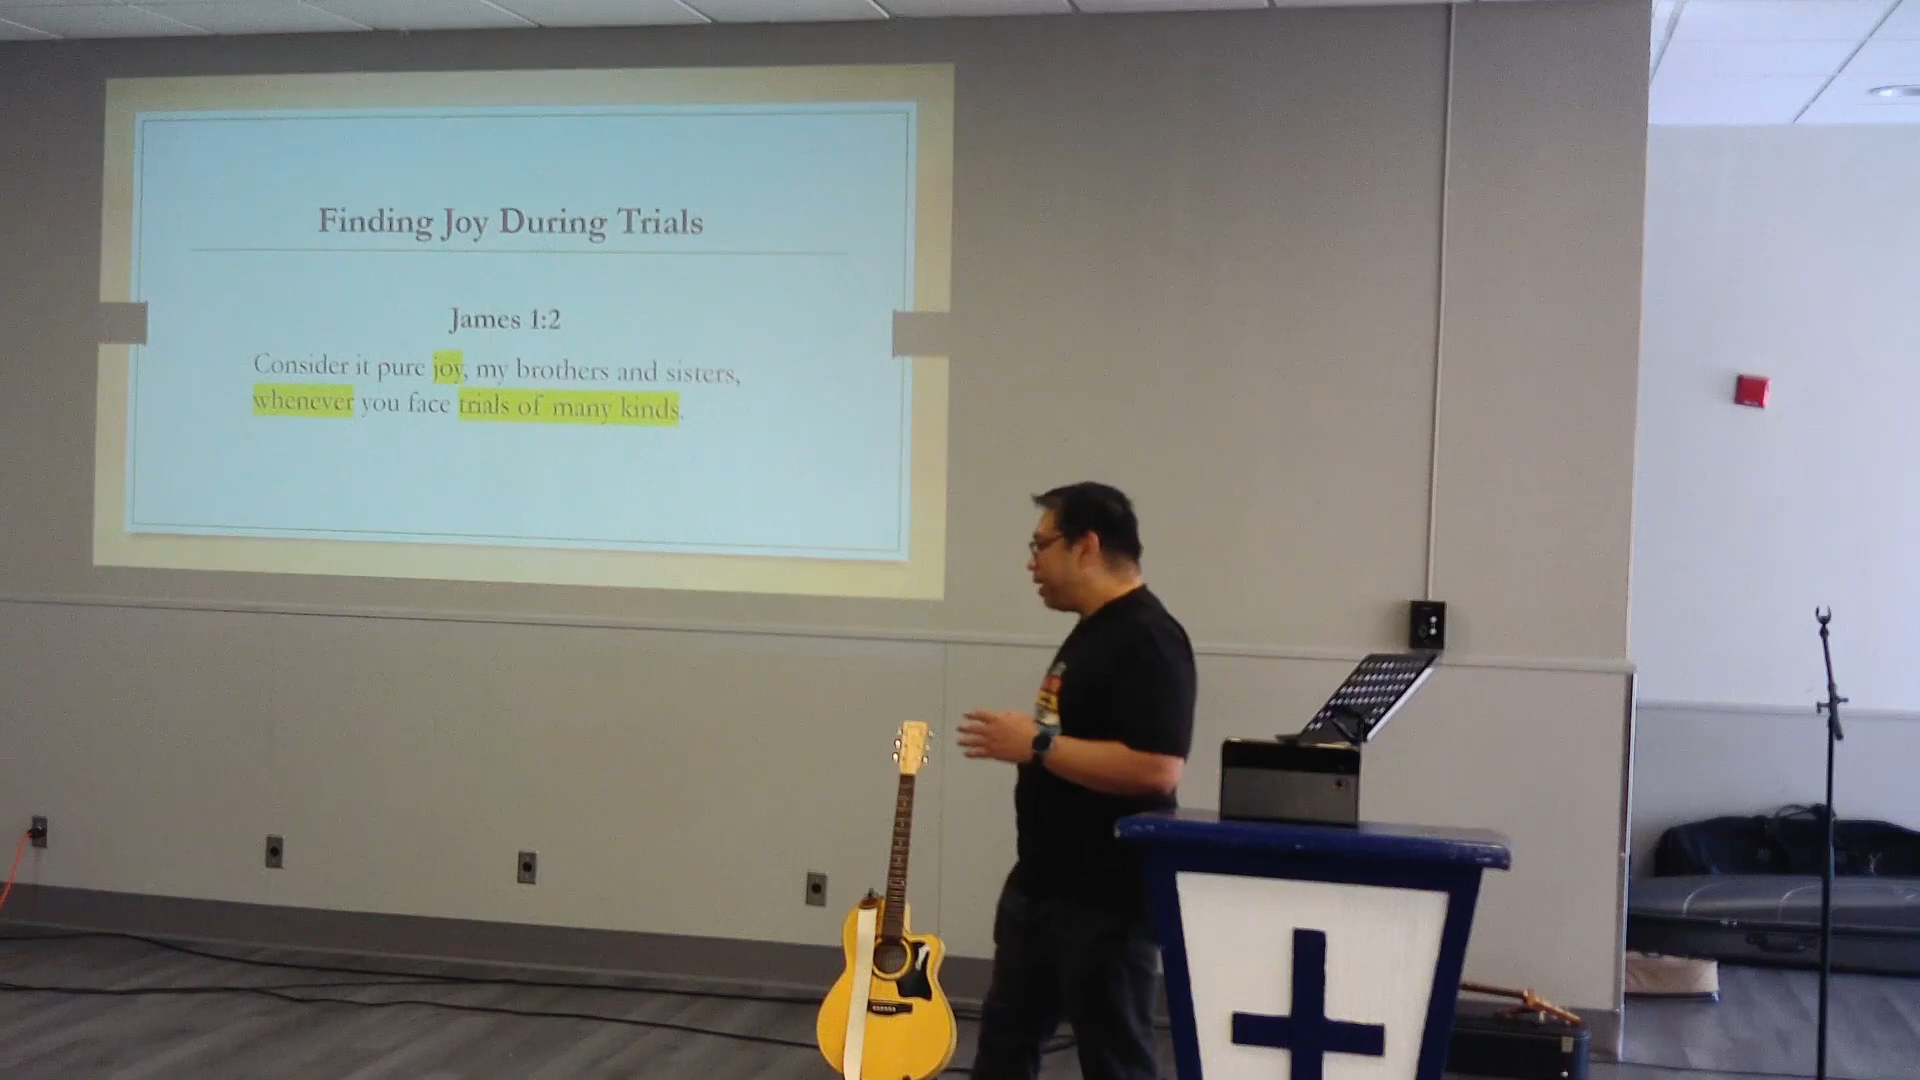 Finding Joy During Trials
James 1:2
Consider it pure joy, my brothers and sisters,
whenever you face trials of many kinds.